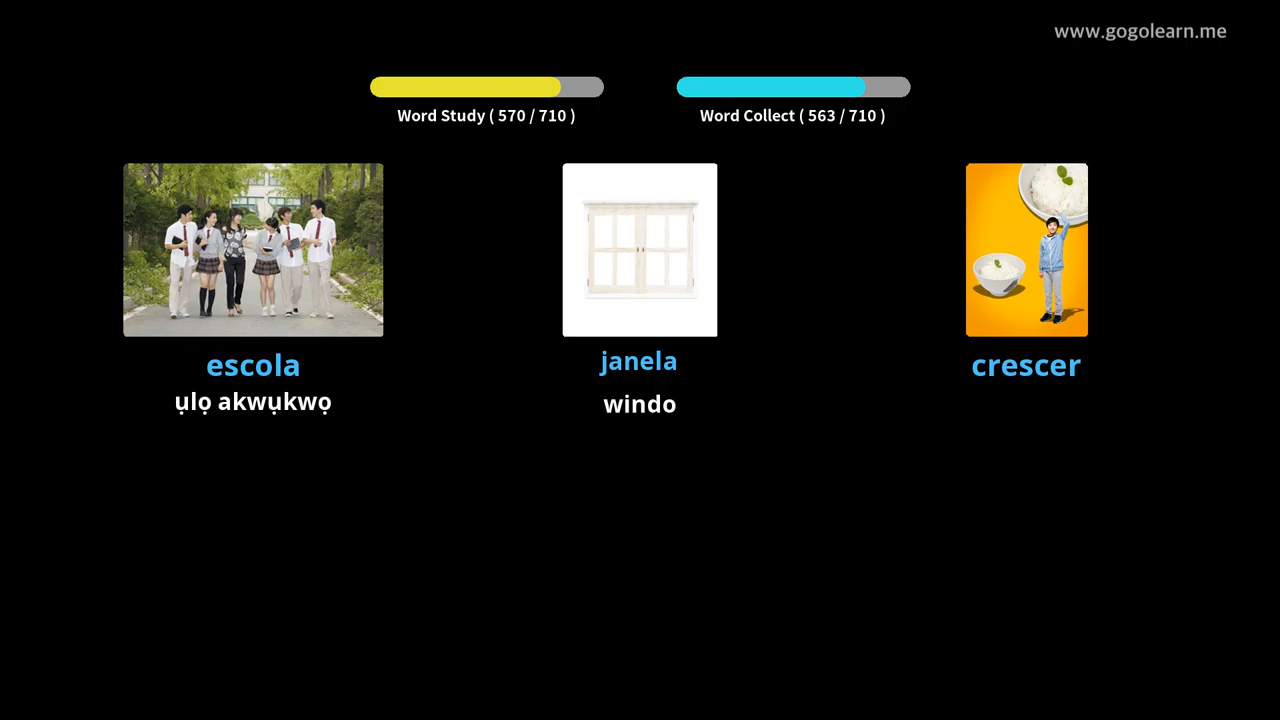 www.gogolearn.me
Word Study ( 570 / 710 )
Word Collect ( 563 / 710 )
escola
ụlọ akwụkwọ
janela
windo
crescer